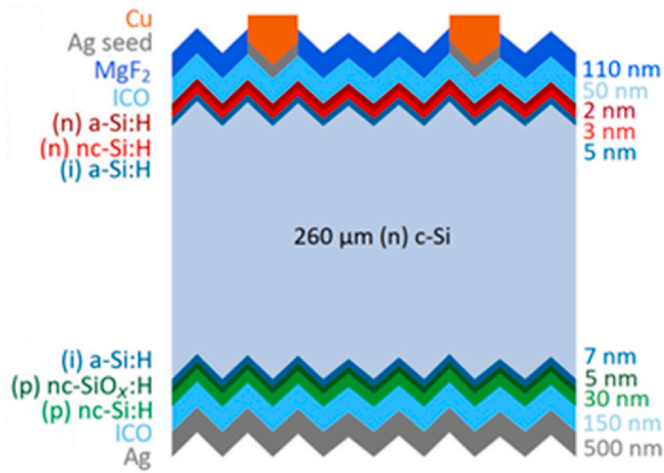 Cu
Ag seed
MgF₂ 110 nm
ICO 50 nm
(n) a-Si:H 2 nm
(n) nc-Si:H 3 nm
(i) a-Si:H 5 nm
260 µm (n) c-Si
(i) a-Si:H 7 nm
(p) nc-SiOₓ:H 5 nm
(p) nc-Si:H 30 nm
ICO 150 nm
Ag 500 nm